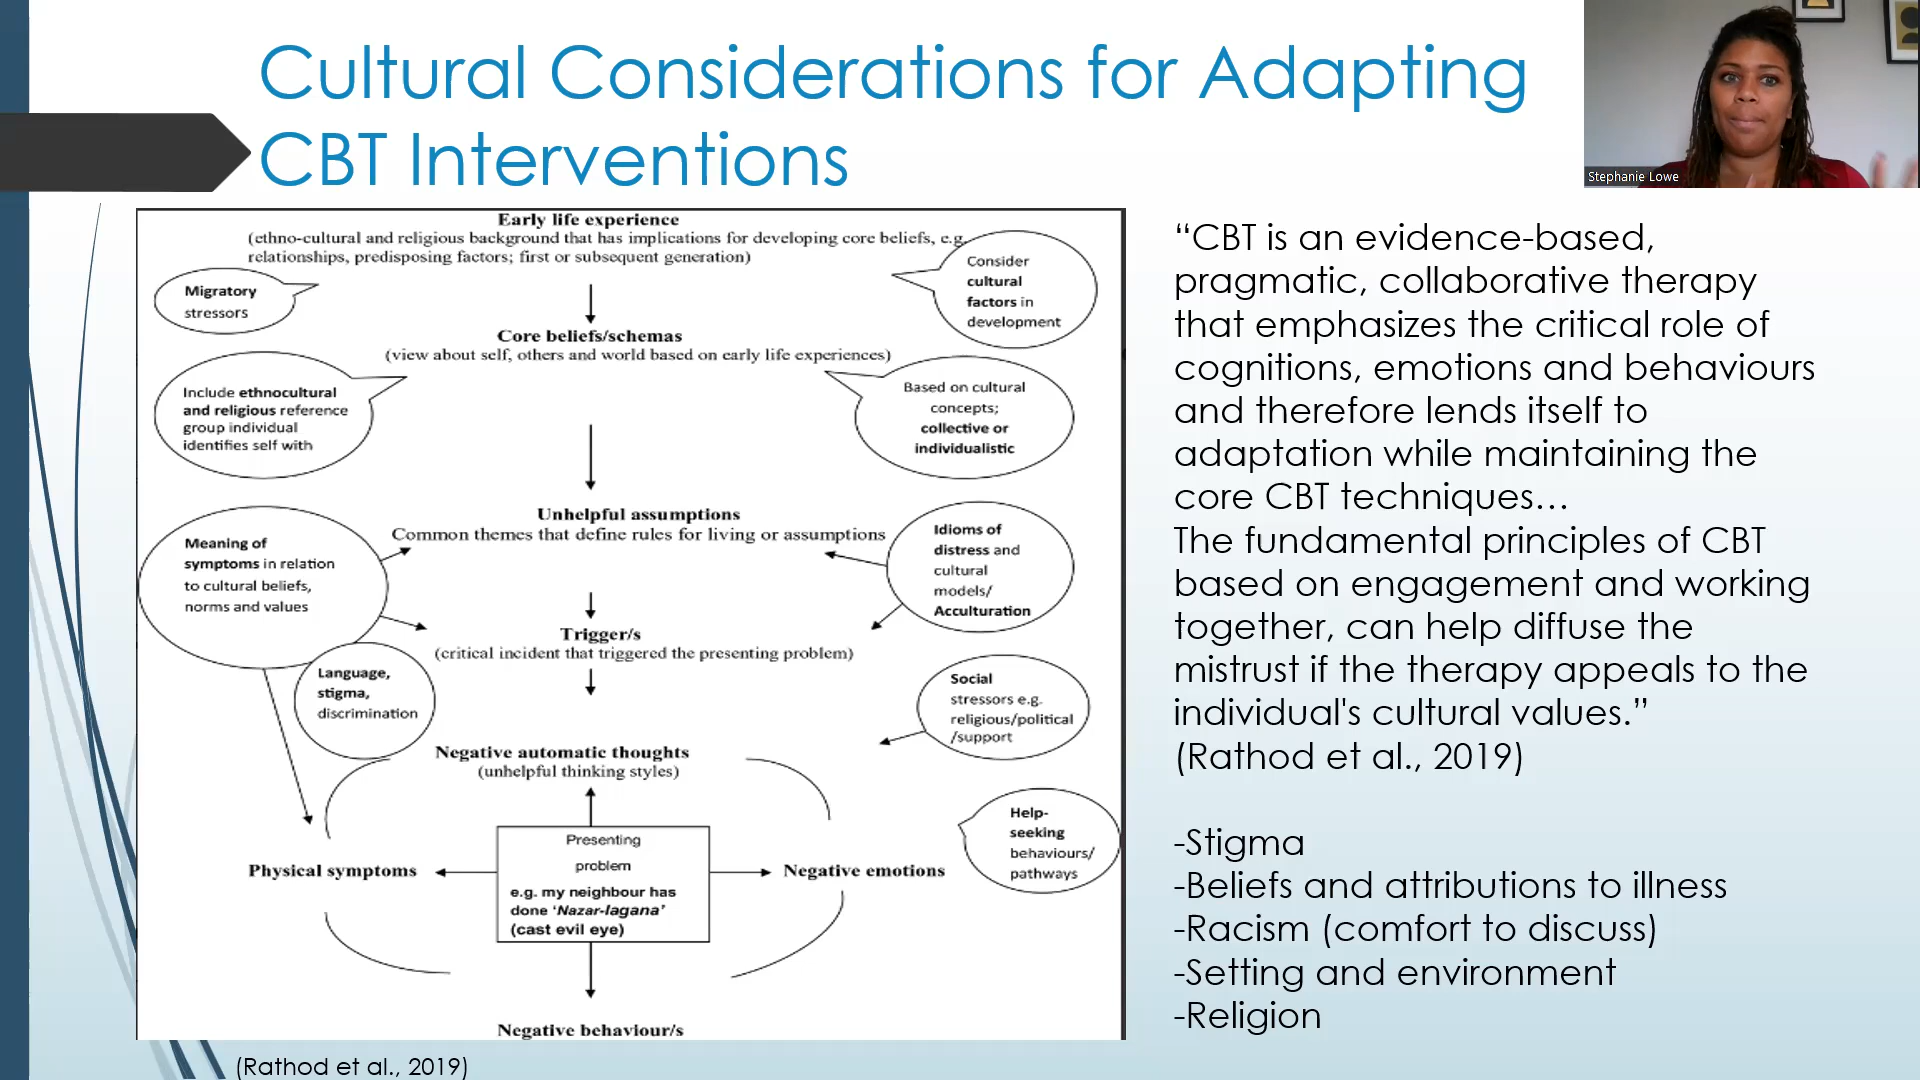 Cultural Considerations for Adapting
CBT Interventions
Stephanie Lowe
Early life experience
(ethno-cultural and religious background that has implications for developing core beliefs, e.g.
relationships, predisposing factors; first or subsequent generation)
Migratory
stressors
Consider
cultural
factors in
development
Core beliefs/schemas
(view about self, others and world based on early life experiences)
Include ethnocultural
and religious reference
group individual
identifies self with
Based on cultural
concepts;
collective or
individualistic
Unhelpful assumptions
Common themes that define rules for living or assumptions
Meaning of
symptoms in relation
to cultural beliefs,
norms and values
Idioms of
distress and
cultural
models/
Acculturation
Trigger/s
(critical incident that triggered the presenting problem)
Language,
stigma,
discrimination
Social
stressors e.g.
religious/political
/support
Negative automatic thoughts
(unhelpful thinking styles)
Help-
seeking
behaviours/
pathways
Presenting
problem
e.g. my neighbour has
done ‘Nazar-lagana’
(cast evil eye)
Physical symptoms
Negative emotions
Negative behaviour/s
(Rathod et al., 2019)
“CBT is an evidence-based,
pragmatic, collaborative therapy
that emphasizes the critical role of
cognitions, emotions and behaviours
and therefore lends itself to
adaptation while maintaining the
core CBT techniques…
The fundamental principles of CBT
based on engagement and working
together, can help diffuse the
mistrust if the therapy appeals to the
individual's cultural values.”
(Rathod et al., 2019)
-Stigma
-Beliefs and attributions to illness
-Racism (comfort to discuss)
-Setting and environment
-Religion